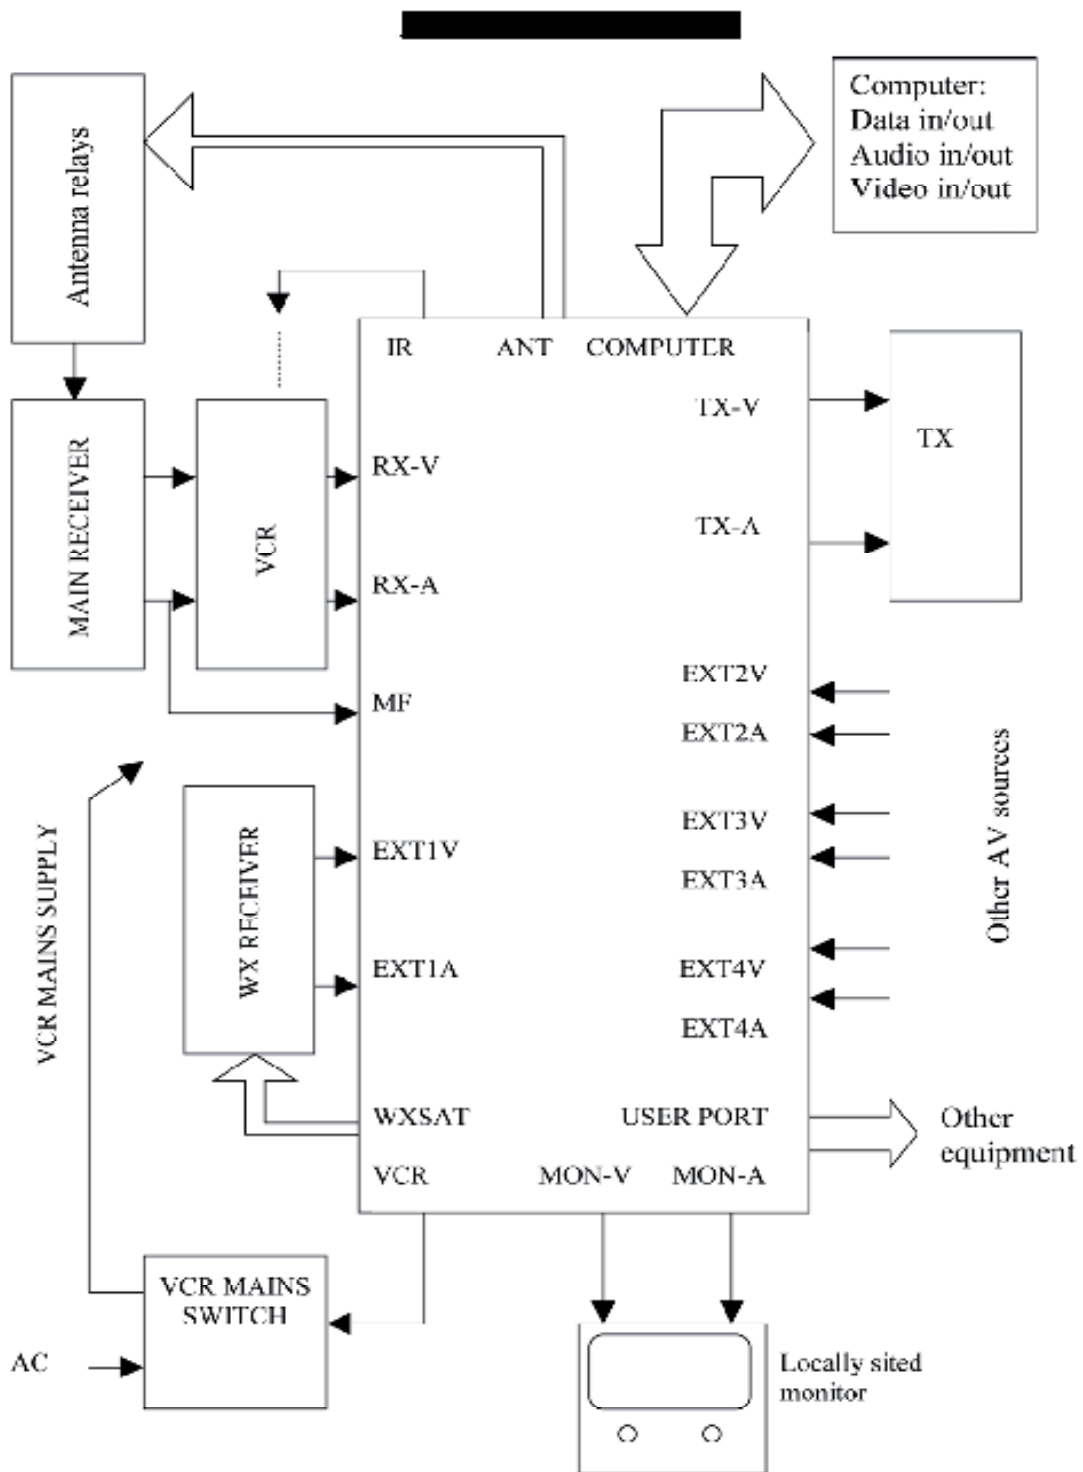 Computer:
Data in/out
Audio in/out
Video in/out
Antenna relays
IR
ANT
COMPUTER
TX-V
TX
MAIN RECEIVER
VCR
RX-V
TX-A
RX-A
MF
EXT2V
EXT2A
Other AV sources
EXT3V
EXT3A
VCR MAINS SUPPLY
WX RECEIVER
EXT1V
EXT1A
EXT4V
EXT4A
WXSAT
USER PORT
Other
equipment
VCR
MON-V
MON-A
VCR MAINS
SWITCH
AC
Locally sited
monitor